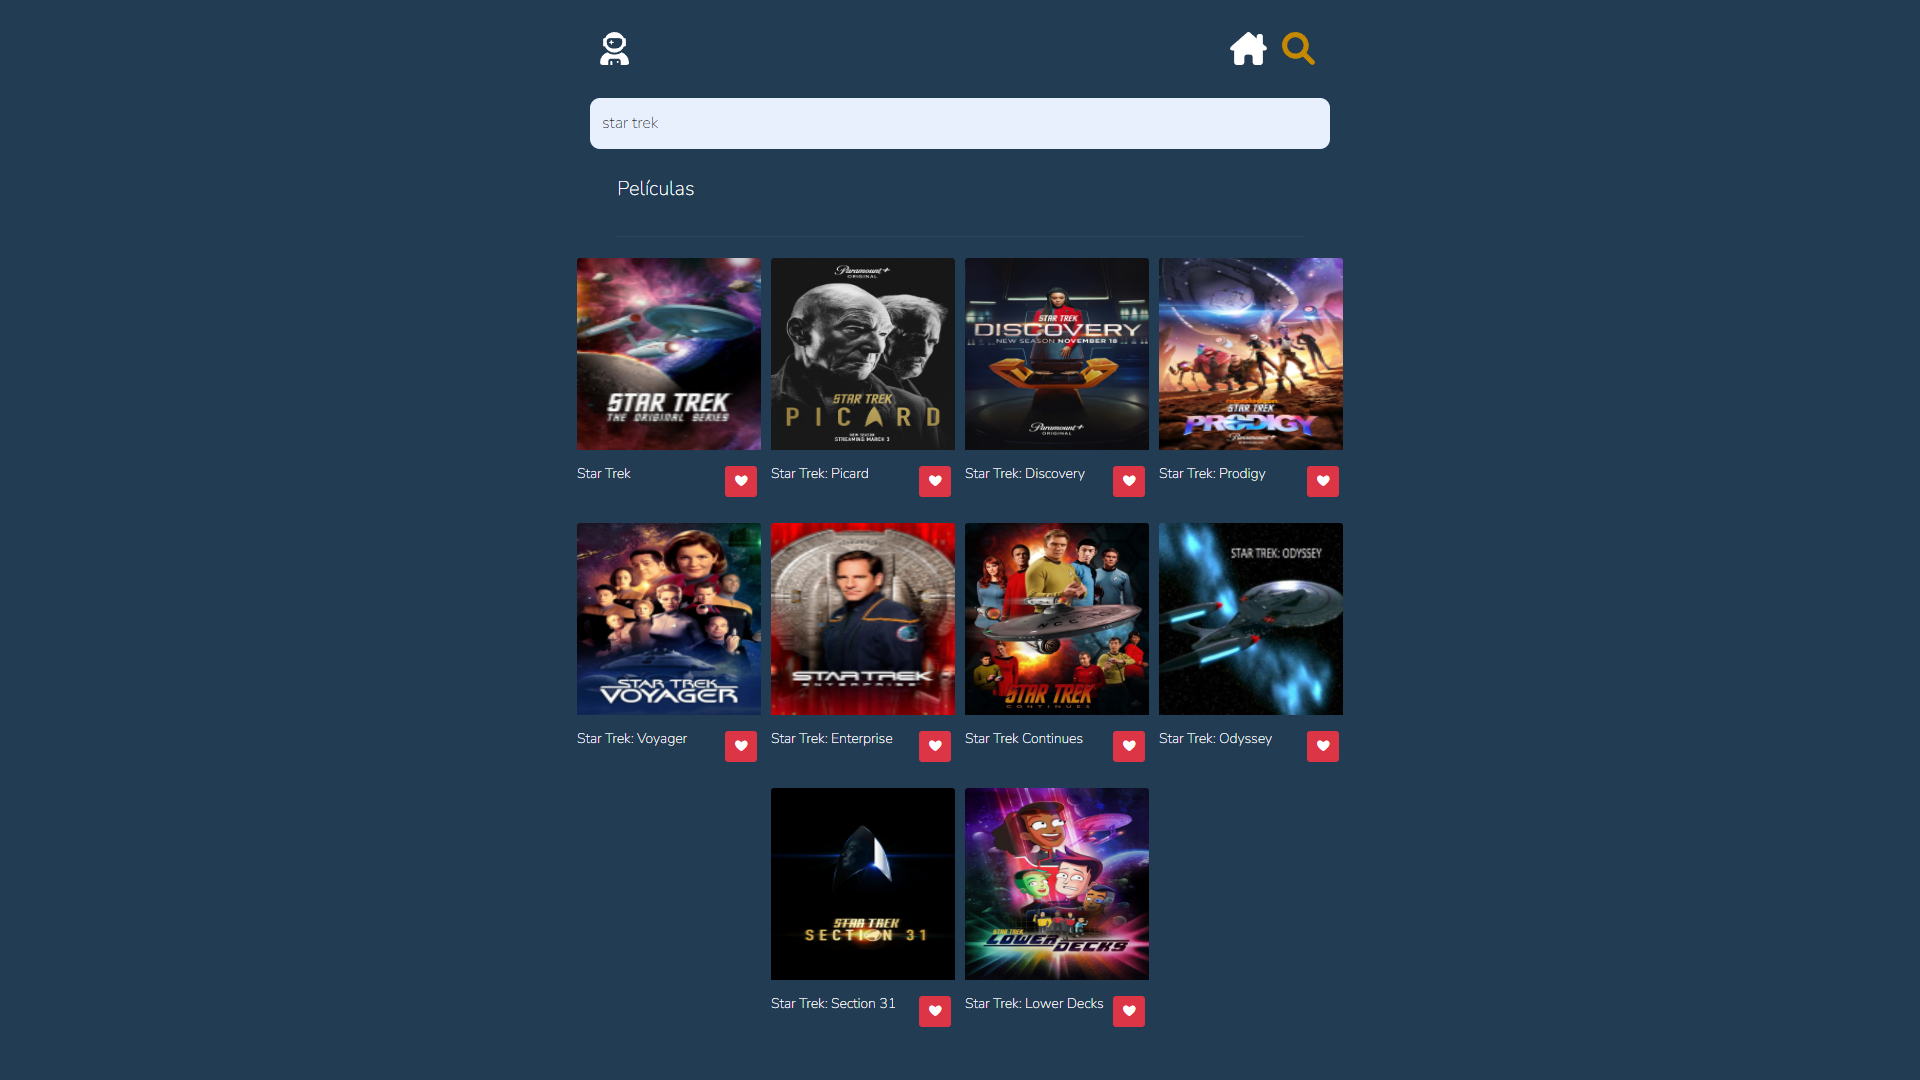 star trek
Películas
STAR TREK
THE ORIGINAL SERIES
Paramount+
ORIGINAL
STAR TREK
PICARD
NEW SEASON
STREAMING MARCH 3
STAR TREK
DISCOVERY
NEW SEASON NOVEMBER 18
Paramount+
ORIGINAL
STAR TREK
PRODIGY
Paramount+
Star Trek
Star Trek: Picard
Star Trek: Discovery
Star Trek: Prodigy
STAR TREK
VOYAGER
STAR TREK
ENTERPRISE
NCC
STAR TREK
CONTINUES
STAR TREK: ODYSSEY
Star Trek: Voyager
Star Trek: Enterprise
Star Trek Continues
Star Trek: Odyssey
STAR TREK
SECTION 31
STAR TREK
LOWER DECKS
Star Trek: Section 31
Star Trek: Lower Decks